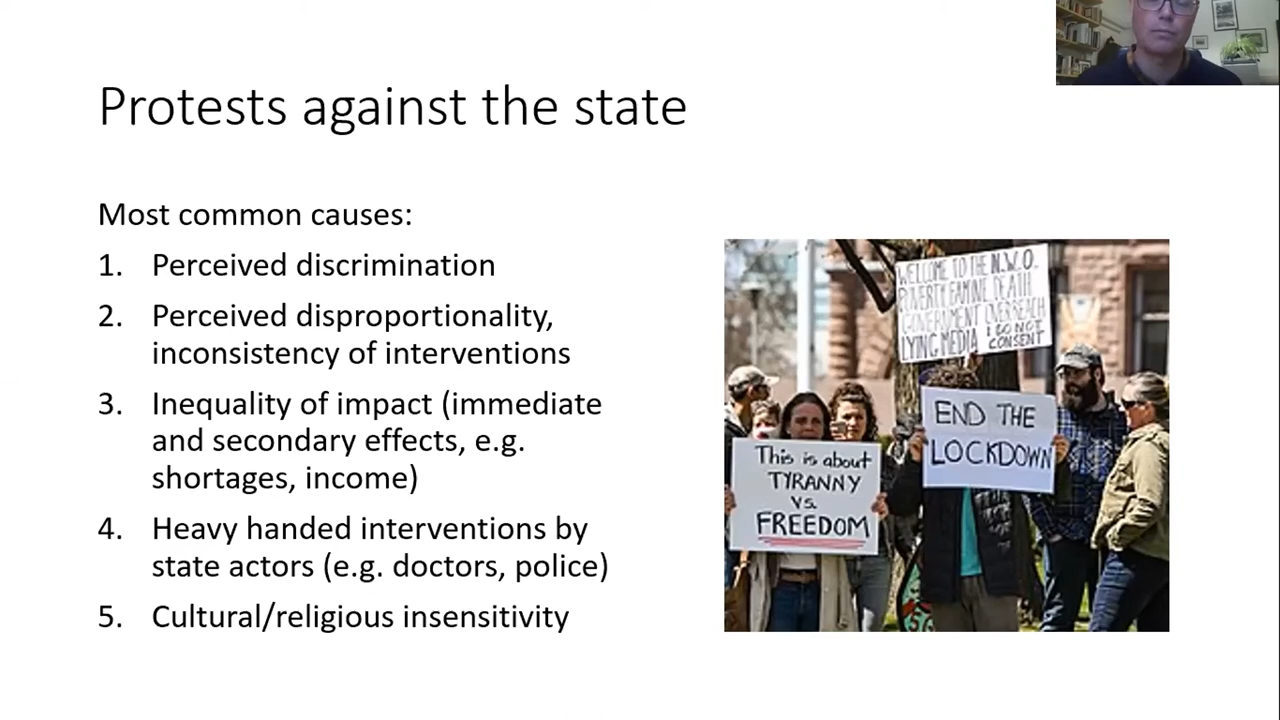 Protests against the state
Most common causes:
1. Perceived discrimination
2. Perceived disproportionality,
inconsistency of interventions
3. Inequality of impact (immediate
and secondary effects, e.g.
shortages, income)
4. Heavy handed interventions by
state actors (e.g. doctors, police)
5. Cultural/religious insensitivity
WELCOME TO THE N.W.O.
POVERTY FAMINE DEATH
GOVERNMENT OVERREACH
LYING MEDIA I DO NOT
CONSENT
END THE
LOCKDOWN
This is about
TYRANNY
VS.
FREEDOM